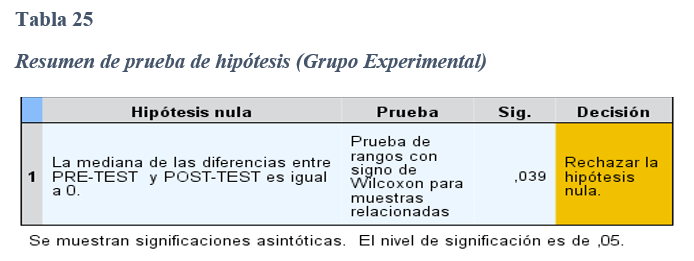 Tabla 25
Resumen de prueba de hipótesis (Grupo Experimental)
Hipótesis nula Prueba Sig. Decisión
1 La mediana de las diferencias entre PRE-TEST y POST-TEST es igual a 0. Prueba de rangos con signo de Wilcoxon para muestras relacionadas ,039 Rechazar la hipótesis nula.
Se muestran significaciones asintóticas. El nivel de significación es de ,05.